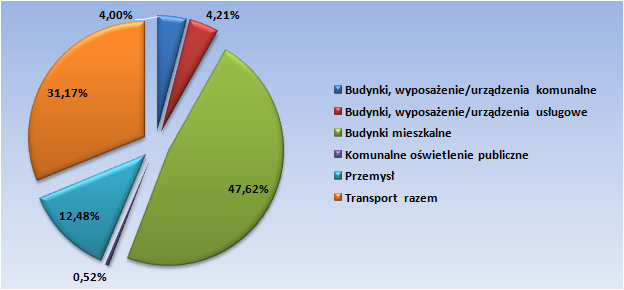 4,00%
4,21%
31,17%
47,62%
12,48%
0,52%
Budynki, wyposażenie/urządzenia komunalne
Budynki, wyposażenie/urządzenia usługowe
Budynki mieszkalne
Komunalne oświetlenie publiczne
Przemysł
Transport razem